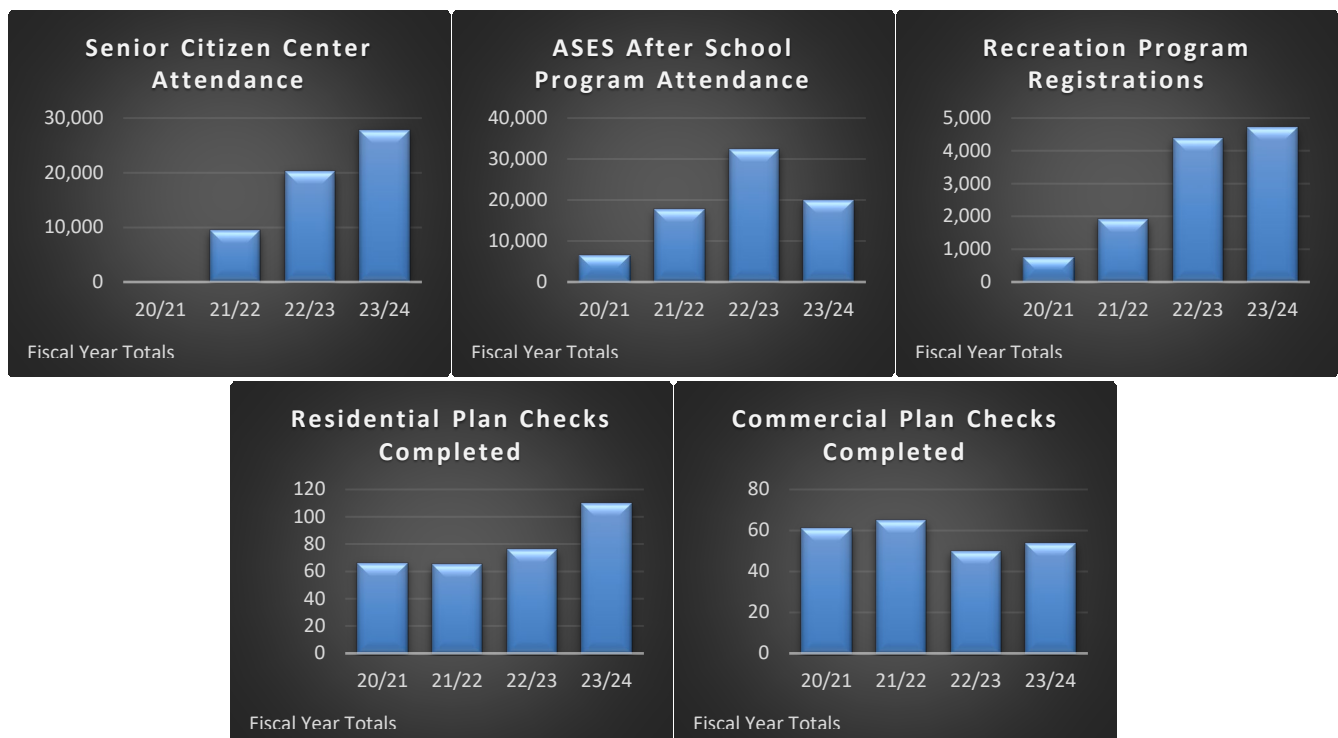 Senior Citizen Center
Attendance
30,000
20,000
10,000
0
20/21 21/22 22/23 23/24
Fiscal Year Totals
ASES After School
Program Attendance
40,000
30,000
20,000
10,000
0
20/21 21/22 22/23 23/24
Fiscal Year Totals
Recreation Program
Registrations
5,000
4,000
3,000
2,000
1,000
0
20/21 21/22 22/23 23/24
Fiscal Year Totals
Residential Plan Checks
Completed
120
100
80
60
40
20
0
20/21 21/22 22/23 23/24
Fiscal Year Totals
Commercial Plan Checks
Completed
80
60
40
20
0
20/21 21/22 22/23 23/24
Fiscal Year Totals